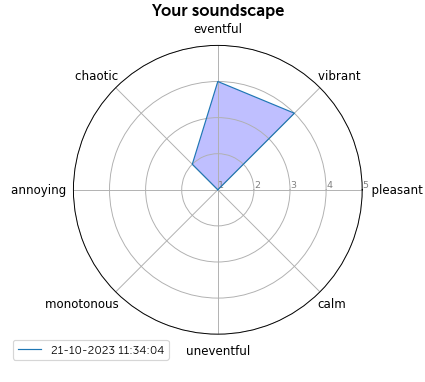 Your soundscape
eventful
chaotic
vibrant
annoying
1
2
3
4
5
pleasant
monotonous
calm
21-10-2023 11:34:04
uneventful